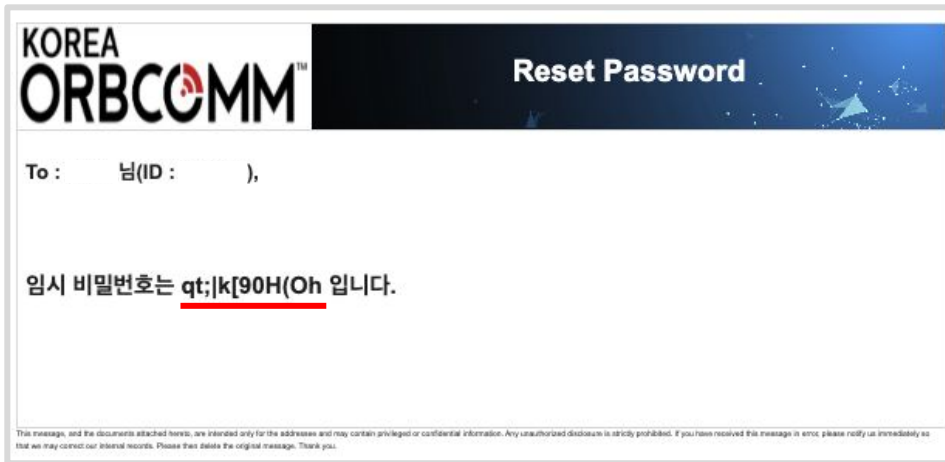 KOREA
ORBCOMM™
Reset Password
To : 님(ID : ),
임시 비밀번호는 qt;|k[90H(Oh 입니다.
This message, and the documents attached hereto, are intended only for the addressee and may contain privileged or confidential information. Any unauthorized disclosure is strictly prohibited. If you have received this message in error, please notify us immediately so
that we may correct our internal records. Please then delete the original message. Thank you.